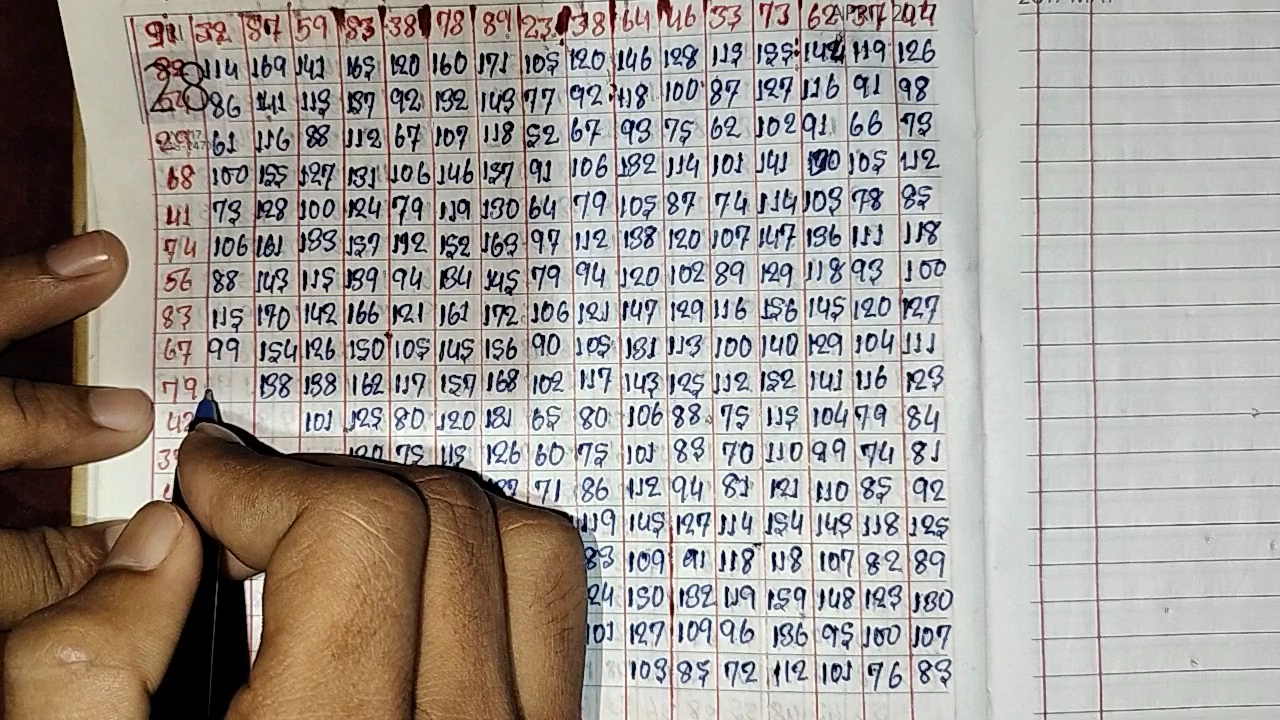 32 87 59 83 38 78 89 23 38 64 46 33 73 62 37
114 169 141 165 120 160 171 105 120 146 128 115 155 144 119 126
28 86 141 113 137 92 132 143 77 92 118 100 87 127 116 91 98
61 116 88 112 67 107 118 52 67 93 75 62 102 91 66 73
68 100 155 127 151 106 146 157 91 106 132 114 101 141 105 112
41 73 128 100 124 79 119 130 64 79 105 87 74 114 103 78 85
74 106 161 133 157 112 152 163 97 112 138 120 107 147 136 111 118
56 88 143 115 139 94 134 145 79 94 120 102 89 129 118 93 100
83 115 170 142 166 121 161 172 106 121 147 129 116 156 145 120 127
67 99 154 126 150 105 145 156 90 105 131 113 100 140 129 104 111
79 138 138 162 117 157 168 102 117 143 125 112 152 141 116 123
101 125 80 120 131 65 80 106 88 75 115 104 79 84
75 115 126 60 75 101 83 70 110 99 74 81
71 86 112 94 81 121 110 85 92
119 145 127 114 154 143 118 125
83 109 91 118 118 107 82 89
24 150 132 119 159 148 123 130
101 127 109 96 136 95 100 107
103 85 72 112 101 76 83